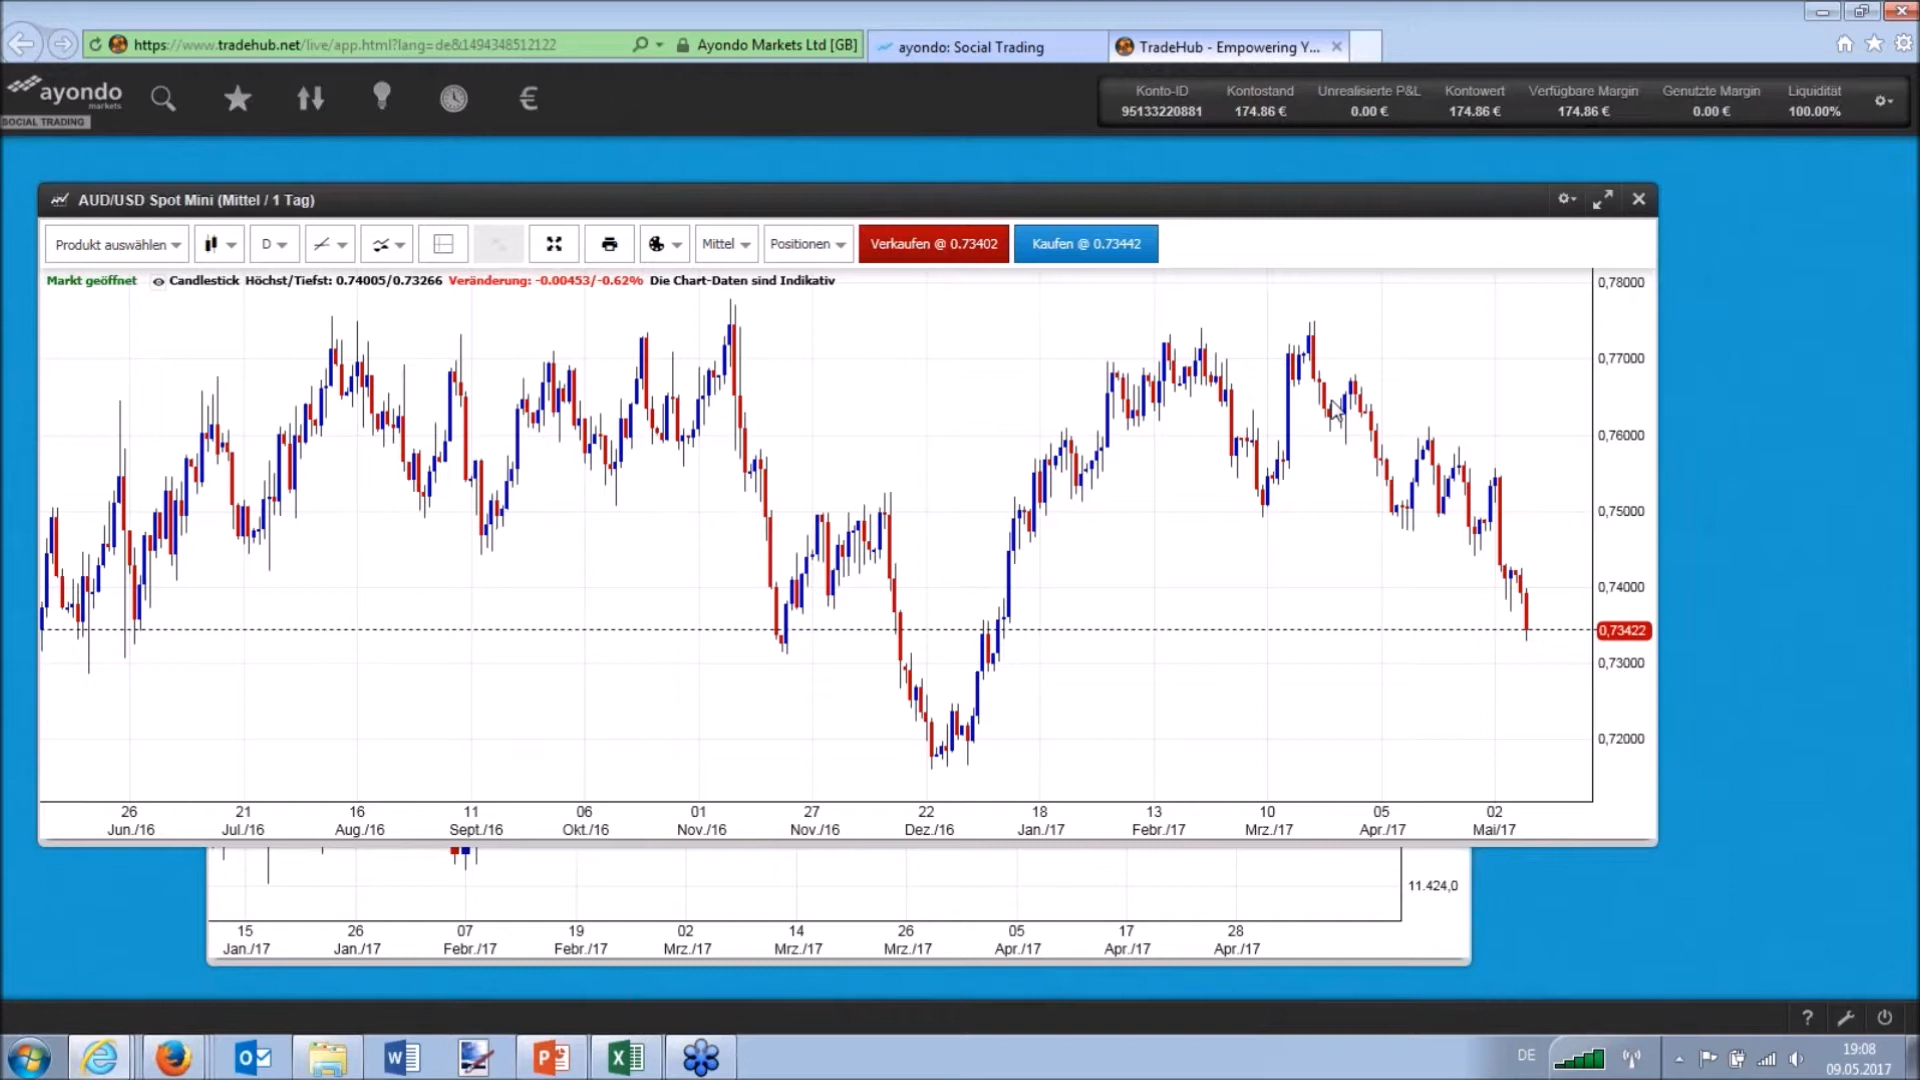 https://www.tradehub.net/live/app.html?lang=de&1494348512122
Ayondo Markets Ltd [GB]
ayondo: Social Trading
TradeHub - Empowering Y...
ayondo
markets
SOCIAL TRADING
€
Konto-ID Kontostand Unrealisierte P&L Kontowert Verfügbare Margin Genutzte Margin Liquidität
95133220881 174.86 € 0.00 € 174.86 € 174.86 € 0.00 € 100.00%
AUD/USD Spot Mini (Mittel / 1 Tag)
Produkt auswählen D Mittel Positionen Verkaufen @ 0.73402 Kaufen @ 0.73442
Markt geöffnet Candlestick Höchst/Tiefst: 0.74005/0.73266 Veränderung: -0.00453/-0.62% Die Chart-Daten sind Indikativ
0,78000
0,77000
0,76000
0,75000
0,74000
0,73422
0,73000
0,72000
26 21 16 11 06 01 27 22 18 13 10 05 02
Jun./16 Jul./16 Aug./16 Sept./16 Okt./16 Nov./16 Nov./16 Dez./16 Jan./17 Febr./17 Mrz./17 Apr./17 Mai/17
11.424,0
15 26 07 19 02 14 26 05 17 28
Jan./17 Jan./17 Febr./17 Febr./17 Mrz./17 Mrz./17 Mrz./17 Apr./17 Apr./17 Apr./17
?
DE
19:08
09.05.2017